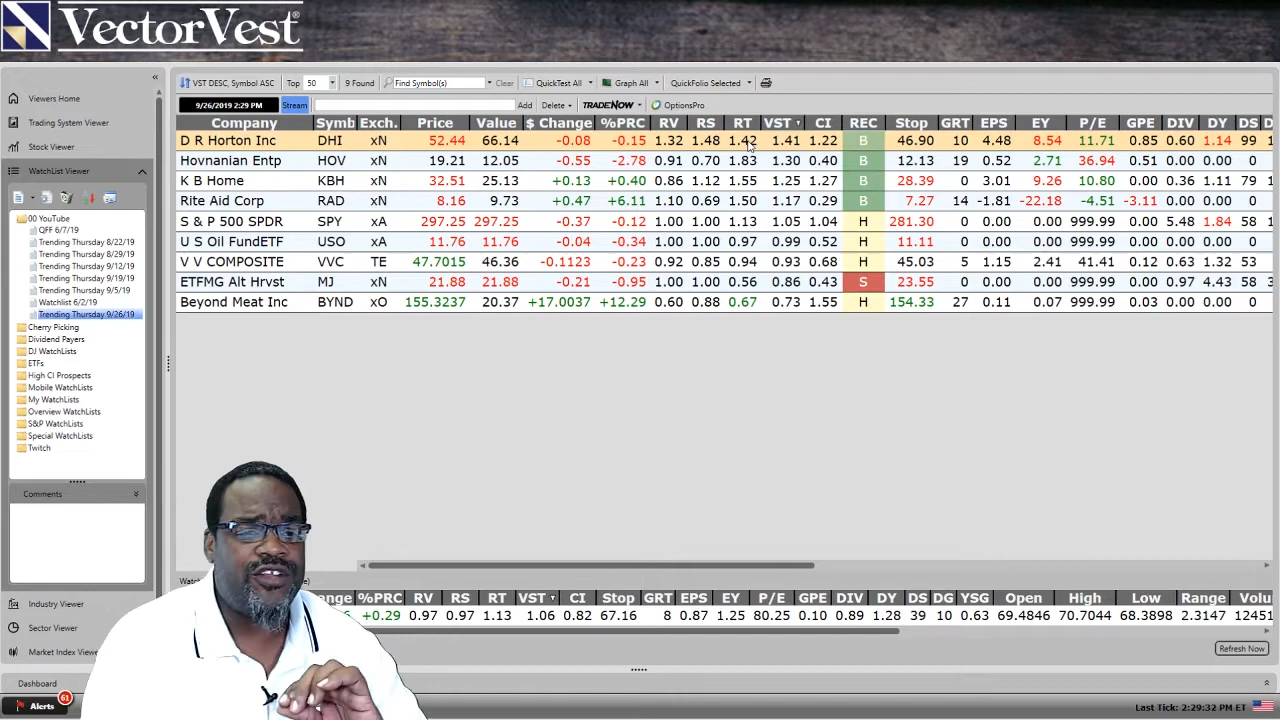 VectorVest®
VST DESC, Symbol ASC Top 50 9 Found Find Symbol(s) Clear QuickTest All Graph All QuickFolio Selected
9/26/2019 2:29 PM Stream Add Delete TRADENOW OptionsPro
Viewers Home
Trading System Viewer
Stock Viewer
WatchList Viewer
00 YouTube
QFF 6/7/19
Trending Thursday 8/22/19
Trending Thursday 8/29/19
Trending Thursday 9/12/19
Trending Thursday 9/19/19
Trending Thursday 9/5/19
Watchlist 6/2/19
Trending Thursday 9/26/19
Cherry Picking
Dividend Payers
DJ WatchLists
ETFs
High CI Prospects
Mobile WatchLists
My WatchLists
Overview WatchLists
S&P WatchLists
Special WatchLists
Twitch
Comments
Industry Viewer
Sector Viewer
Market Index View
Dashboard
Alerts 61
Company Symb Exch. Price Value $ Change %PRC RV RS RT VST CI REC Stop GRT EPS EY P/E GPE DIV DY DS D
D R Horton Inc DHI xN 52.44 66.14 -0.08 -0.15 1.32 1.48 1.42 1.41 1.22 B 46.90 10 4.48 8.54 11.71 0.85 0.60 1.14 99 1
Hovnanian Entp HOV xN 19.21 12.05 -0.55 -2.78 0.91 0.70 1.83 1.30 0.40 B 12.13 19 0.52 2.71 36.94 0.51 0.00 0.00 0
K B Home KBH xN 32.51 25.13 +0.13 +0.40 0.86 1.12 1.55 1.25 1.27 B 28.39 0 3.01 9.26 10.80 0.00 0.36 1.11 79 1
Rite Aid Corp RAD xN 8.16 9.73 +0.47 +6.11 1.10 0.70 1.50 1.17 0.29 B 7.27 14 -1.81 -22.18 -4.51 -3.11 0.00 0.00 0
S & P 500 SPDR SPY xA 297.25 297.25 -0.37 -0.12 1.00 1.00 1.13 1.05 1.04 H 281.30 0 0.00 0.00 999.99 0.00 5.48 1.84 58
U S Oil FundETF USO xA 11.76 11.76 -0.04 -0.34 1.00 1.00 0.97 0.99 0.52 H 11.11 0 0.00 0.00 999.99 0.00 0.00 0.00 0
V V COMPOSITE VVC TE 47.7015 46.36 -0.1123 -0.23 0.92 0.85 0.94 0.93 0.68 H 45.03 5 1.15 2.41 41.41 0.12 0.63 1.32 53
ETFMG Alt Hrvst MJ xA 21.88 21.88 -0.21 -0.95 1.00 1.00 0.56 0.86 0.43 S 23.55 0 0.00 0.00 999.99 0.00 0.97 4.43 58
Beyond Meat Inc BYND xO 155.3237 20.37 +17.0037 +12.29 0.60 0.88 0.67 0.73 1.55 H 154.33 27 0.11 0.07 999.99 0.03 0.00 0.00 0
%PRC RV RS RT VST CI Stop GRT EPS EY P/E GPE DIV DY DS DG YSG Open High Low Range Volu
+0.29 0.97 0.97 1.13 1.06 0.82 67.16 8 0.87 1.25 80.25 0.10 0.89 1.28 39 10 0.63 69.4846 70.7044 68.3898 2.3147 12451
Refresh Now
Last Tick: 2:29:32 PM ET